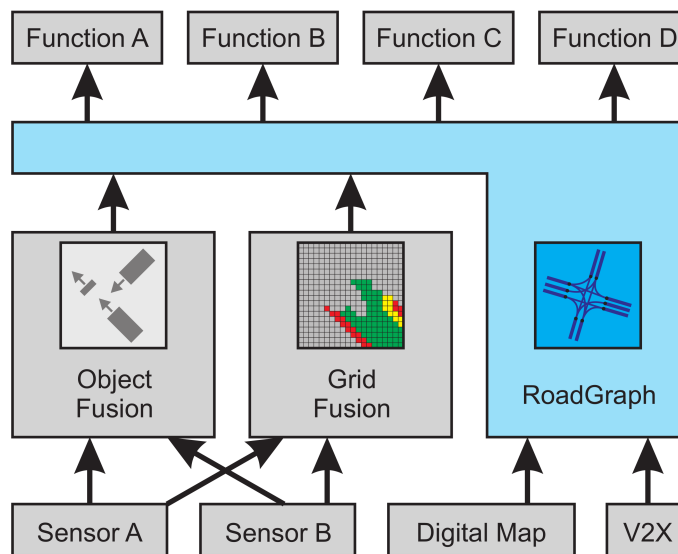 Function A
Function B
Function C
Function D
Object
Fusion
Grid
Fusion
RoadGraph
Sensor A
Sensor B
Digital Map
V2X